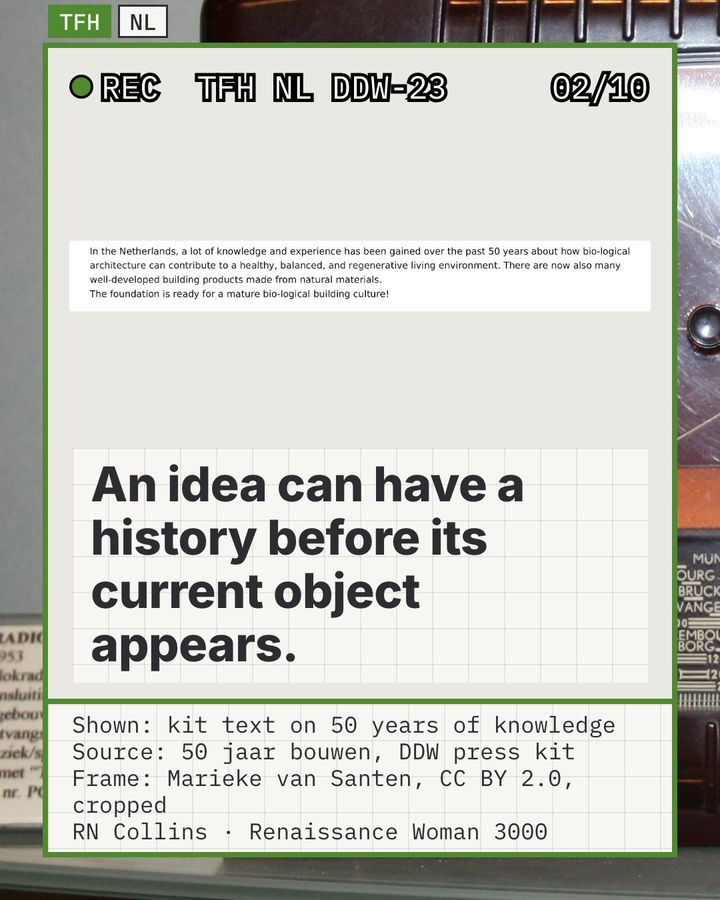 TFH NL
REC TFH NL DDW-23 02/10
In the Netherlands, a lot of knowledge and experience has been gained over the past 50 years about how bio-logical
architecture can contribute to a healthy, balanced, and regenerative living environment. There are now also many
well-developed building products made from natural materials.
The foundation is ready for a mature bio-logical building culture!
An idea can have a
history before its
current object
appears.
Shown: kit text on 50 years of knowledge
Source: 50 jaar bouwen, DDW press kit
Frame: Marieke van Santen, CC BY 2.0,
cropped
RN Collins · Renaissance Woman 3000